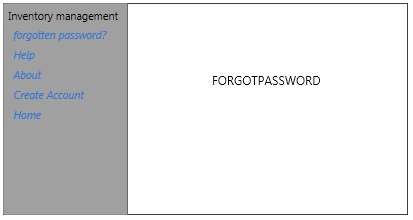 Inventory management
forgotten password?
Help
About
Create Account
Home
FORGOTPASSWORD